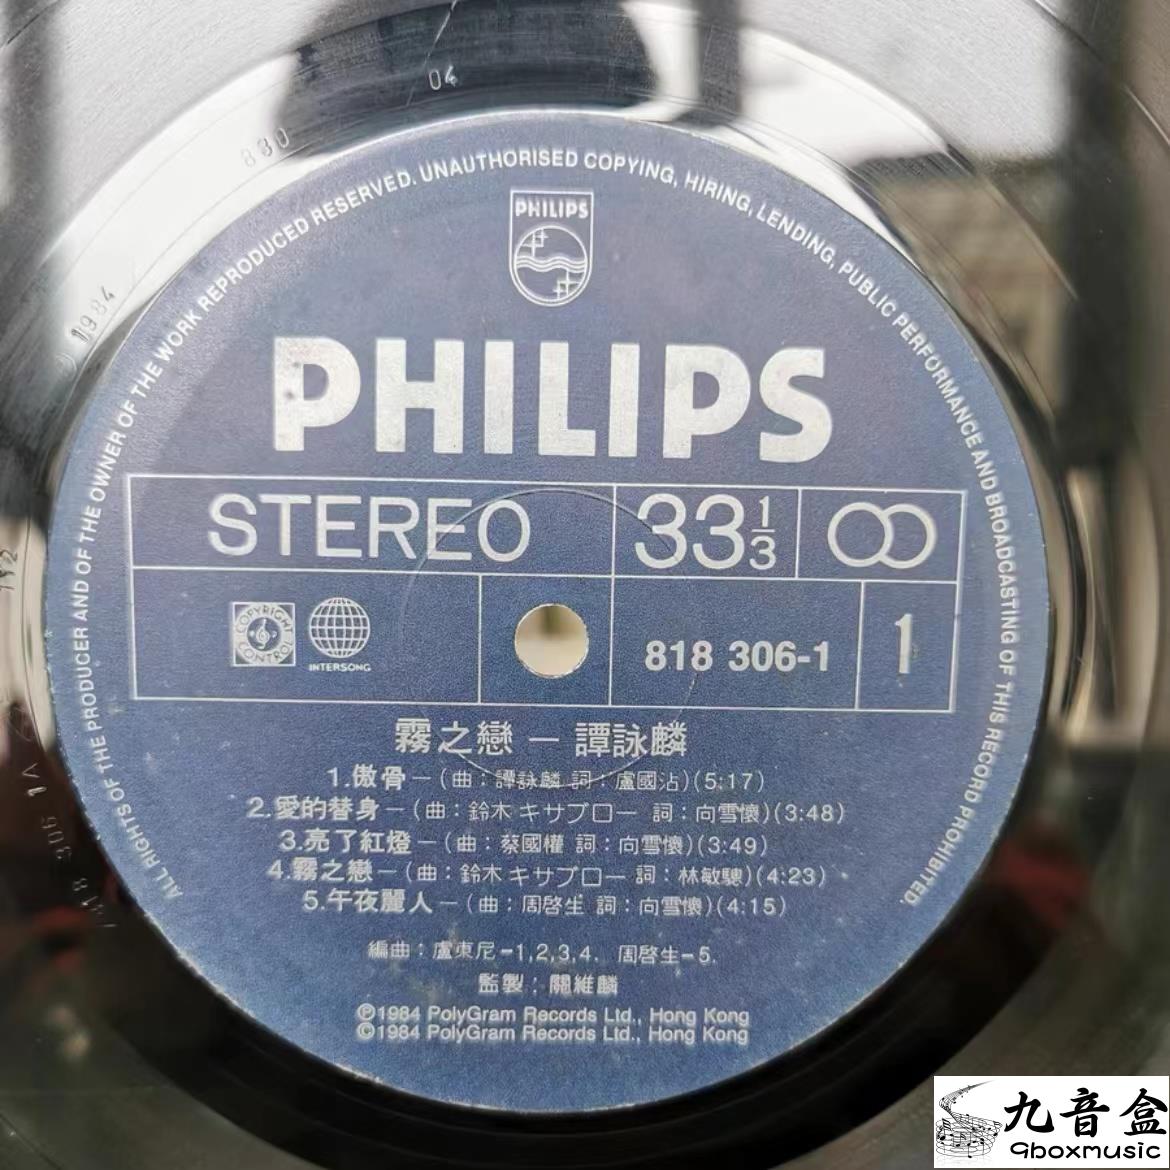 04
880
1984
ALL RIGHTS OF THE PRODUCER AND OF THE OWNER OF THE WORK REPRODUCED RESERVED. UNAUTHORISED COPYING, HIRING, LENDING, PUBLIC PERFORMANCE AND BROADCASTING OF THIS RECORD PROHIBITED.
PHILIPS
PHILIPS
STEREO 33⅓
COPYRIGHT CONTROL
INTERSONG
818 306-1
1
霧之戀－譚詠麟
1.傲骨－(曲：譚詠麟 詞：盧國沾)(5:17)
2.愛的替身－(曲：鈴木キサブロー 詞：向雪懷)(3:48)
3.亮了紅燈－(曲：蔡國權 詞：向雪懷)(3:49)
4.霧之戀－(曲：鈴木キサブロー 詞：林敏驄)(4:23)
5.午夜麗人－(曲：周啓生 詞：向雪懷)(4:15)
編曲：盧東尼－1,2,3,4. 周啓生－5.
監製：關維麟
℗1984 PolyGram Records Ltd., Hong Kong
©1984 PolyGram Records Ltd., Hong Kong
九音盒
9boxmusic